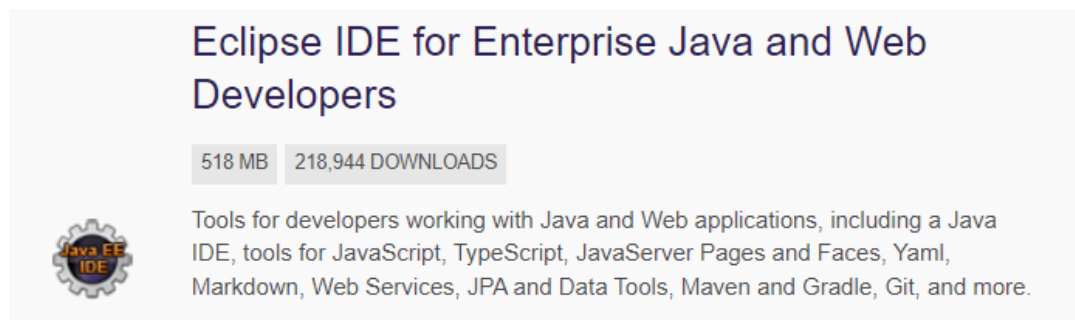 Eclipse IDE for Enterprise Java and Web
Developers
518 MB 218,944 DOWNLOADS
Tools for developers working with Java and Web applications, including a Java
IDE, tools for JavaScript, TypeScript, JavaServer Pages and Faces, Yaml,
Markdown, Web Services, JPA and Data Tools, Maven and Gradle, Git, and more.
Java EE
IDE